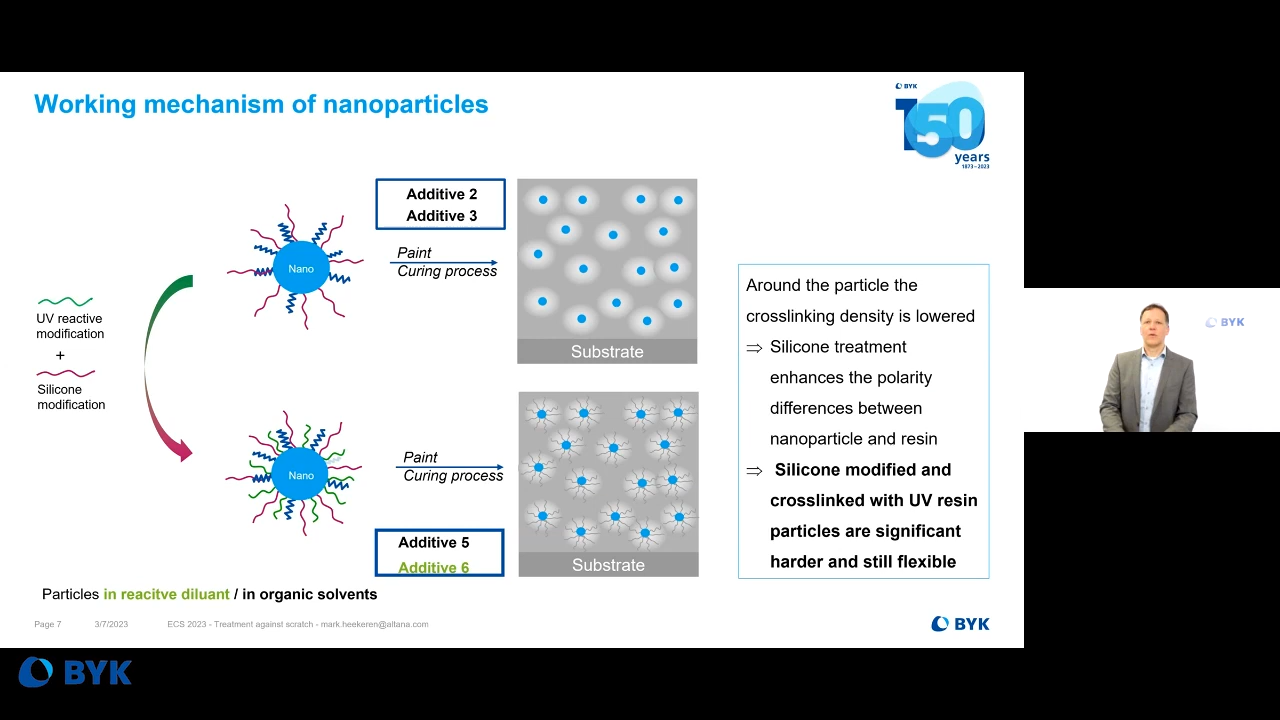 Working mechanism of nanoparticles
BYK
150
years
1873-2023
Additive 2
Additive 3
Nano
Paint
Curing process
Substrate
UV reactive
modification
+
Silicone
modification
Nano
Paint
Curing process
Additive 5
Additive 6
Substrate
Around the particle the
crosslinking density is lowered
⇒ Silicone treatment
enhances the polarity
differences between
nanoparticle and resin
⇒ Silicone modified and
crosslinked with UV resin
particles are significant
harder and still flexible
BYK
Particles in reacitve diluant / in organic solvents
Page 7 3/7/2023 ECS 2023 - Treatment against scratch - mark.heekeren@altana.com
BYK
BYK